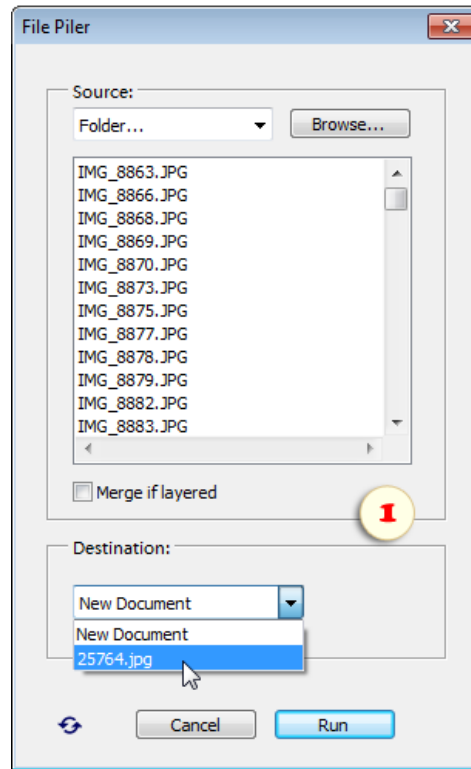 File Piler
Source:
Folder...
Browse...
IMG_8863.JPG
IMG_8866.JPG
IMG_8868.JPG
IMG_8869.JPG
IMG_8870.JPG
IMG_8873.JPG
IMG_8875.JPG
IMG_8877.JPG
IMG_8878.JPG
IMG_8879.JPG
IMG_8882.JPG
IMG_8883.JPG
Merge if layered
1
Destination:
New Document
New Document
25764.jpg
Cancel
Run